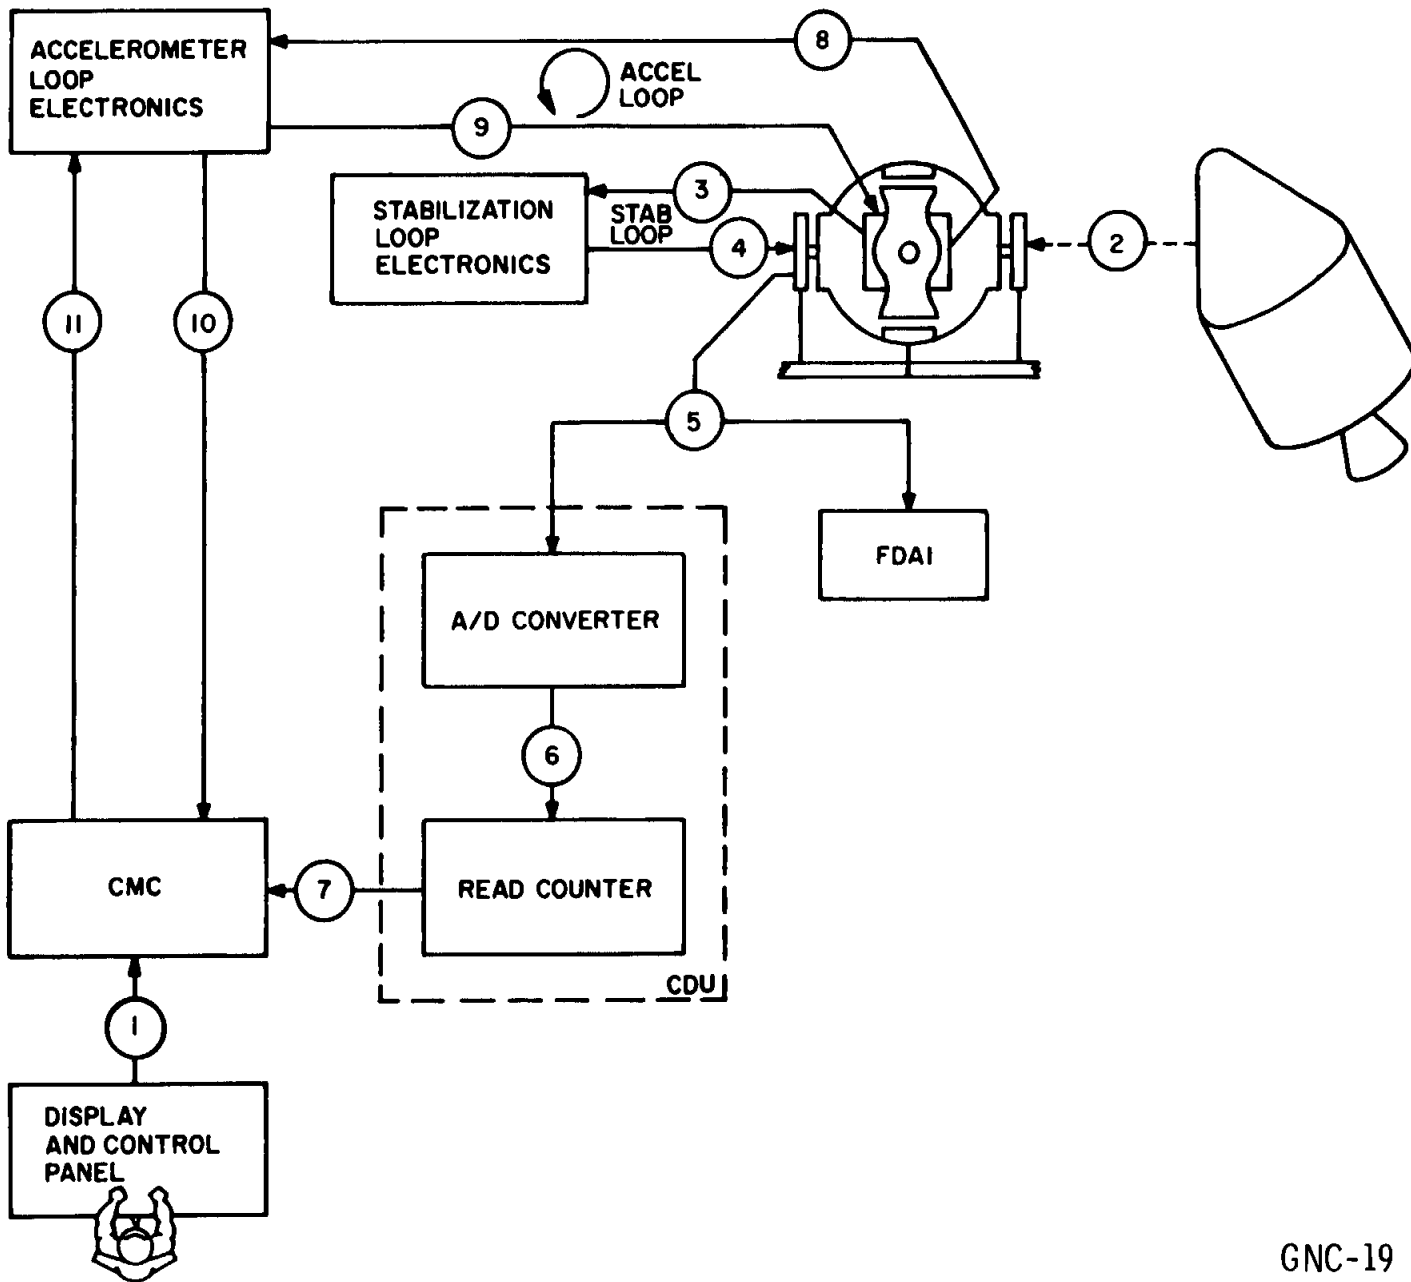 ACCELEROMETER
LOOP
ELECTRONICS
8
ACCEL
LOOP
9
STABILIZATION
LOOP
ELECTRONICS
3
STAB
LOOP
4
2
11
10
5
FDAI
A/D CONVERTER
6
CMC
7
READ COUNTER
CDU
1
DISPLAY
AND CONTROL
PANEL
GNC-19